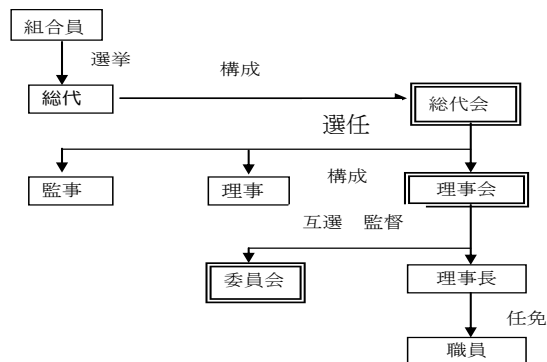 組合員
選挙
構成
総代
総代会
選任
監事
理事
構成
理事会
互選　監督
委員会
理事長
任免
職員